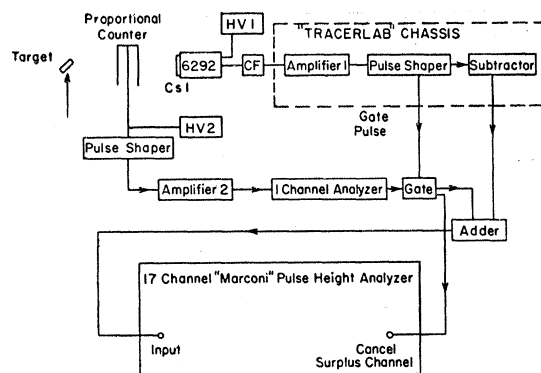 Proportional
Counter
Target
HV1
"TRACERLAB" CHASSIS
6292
CF
Amplifier 1
Pulse Shaper
Subtractor
Cs I
HV2
Gate
Pulse
Pulse Shaper
Amplifier 2
1 Channel Analyzer
Gate
Adder
17 Channel "Marconi" Pulse Height Analyzer
Input
Cancel
Surplus Channel